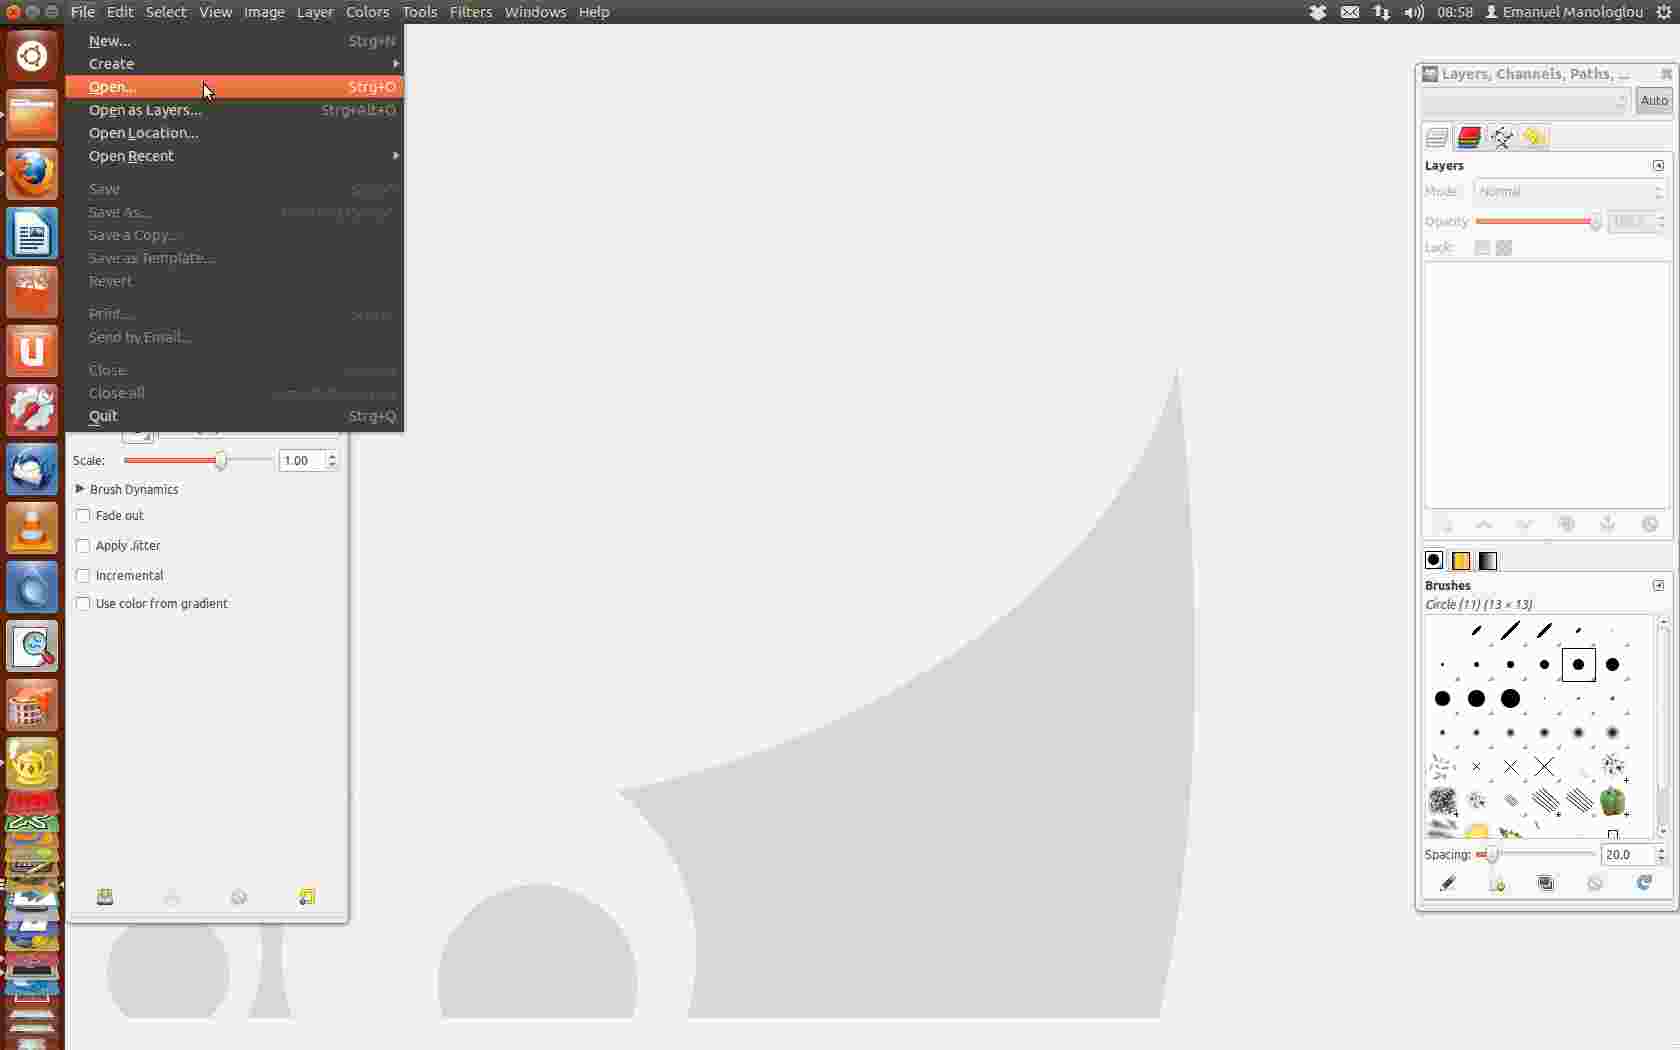 File Edit Select View Image Layer Colors Tools Filters Windows Help 08:58 Emanuel Manologlou
New... Strg+N
Create
Open... Strg+O
Open as Layers... Strg+Alt+O
Open Location...
Open Recent
Save
Save As...
Save a Copy...
Save as Template...
Revert
Print...
Send by Email...
Close
Close all
Quit Strg+Q
Scale: 1.00
Brush Dynamics
Fade out
Apply Jitter
Incremental
Use color from gradient
Layers, Channels, Paths, ...
Auto
Layers
Mode: Normal
Opacity
Lock:
Brushes
Circle (11) (13 × 13)
Spacing: 20.0